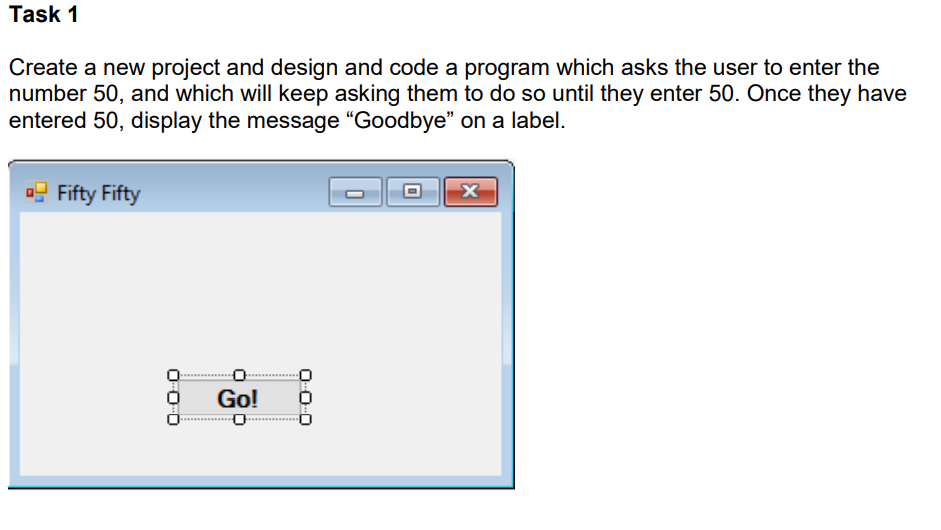 Task 1
Create a new project and design and code a program which asks the user to enter the
number 50, and which will keep asking them to do so until they enter 50. Once they have
entered 50, display the message “Goodbye” on a label.
Fifty Fifty
Go!